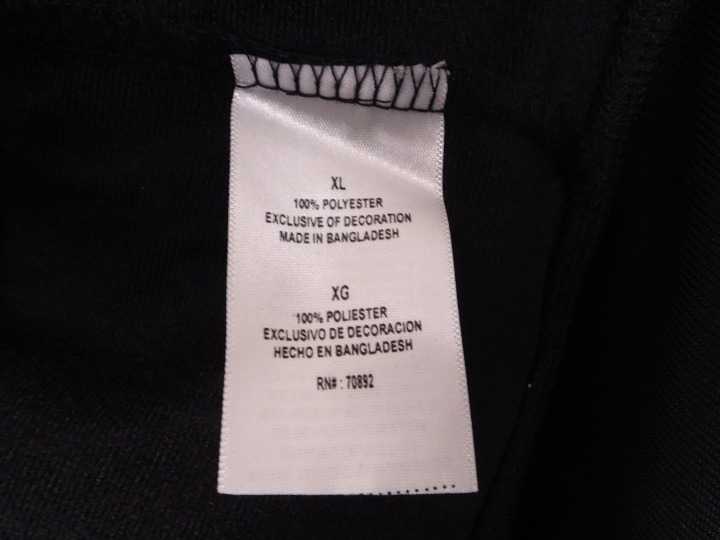 XL
100% POLYESTER
EXCLUSIVE OF DECORATION
MADE IN BANGLADESH
XG
100% POLIESTER
EXCLUSIVO DE DECORACION
HECHO EN BANGLADESH
RN# : 70892